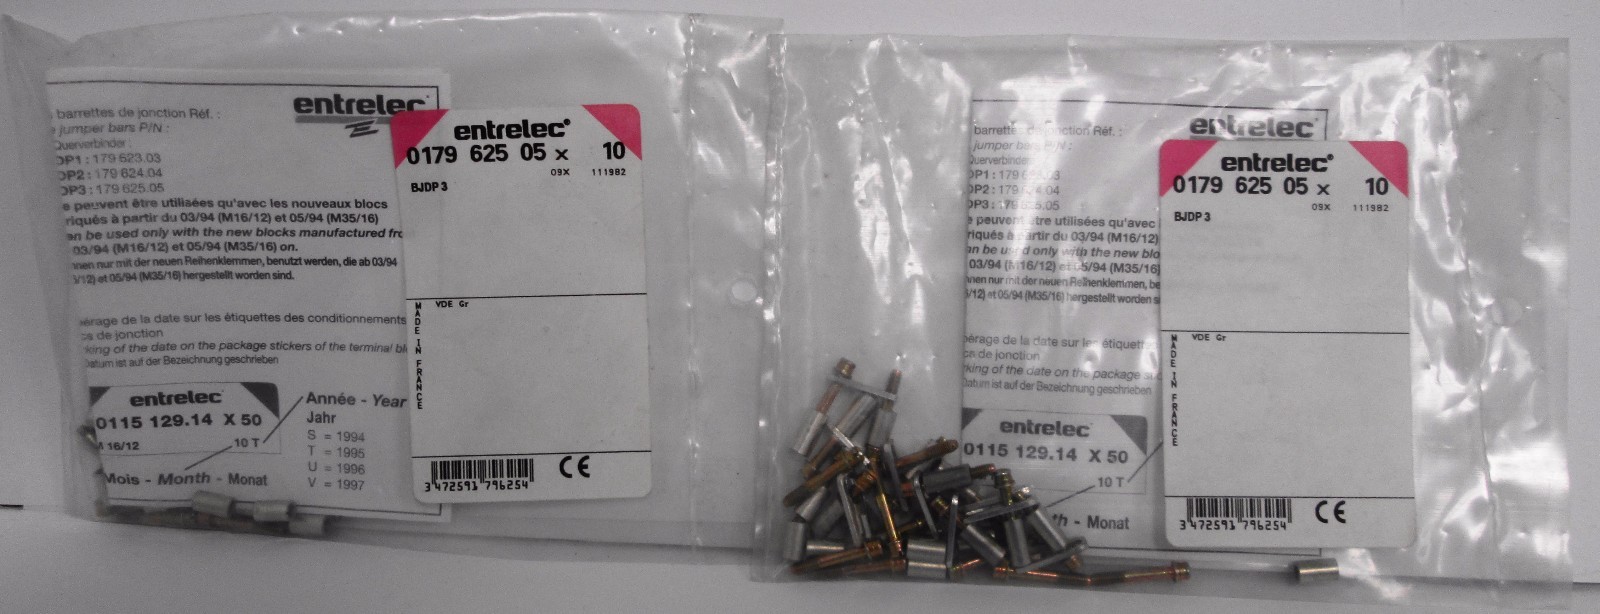 entrelec
barrettes de jonction Réf. :
jumper bars P/N :
Querverbinder :
DP1 : 179 623.03
DP2 : 179 624.04
DP3 : 179 625.05
e peuvent être utilisées qu'avec les nouveaux blocs
riqués à partir du 03/94 (M16/12) et 05/94 (M35/16)
an be used only with the new blocks manufactured fro
03/94 (M16/12) et 05/94 (M35/16) on.
nnen nur mit der neuen Reihenklemmen, benutzt werden, die ab 03/94
/12) et 05/94 (M35/16) hergestellt worden sind.
érage de la date sur les étiquettes des conditionnements
cs de jonction
king of the date on the package stickers of the terminal bl
Datum ist auf der Bezeichnung geschrieben
entrelec
0115 129.14 X 50
M 16/12
10 T
Année - Year
Jahr
S = 1994
T = 1995
U = 1996
V = 1997
Mois - Month - Monat
entrelec
0179 625 05 x 10
09X 111982
BJDP 3
MADE IN FRANCE
VDE Gr
3 472591 796254
CE
entrelec
barrette de jonction Réf. :
jumper bars P/N :
Querverbinder
DP1 : 179
DP2 : 179
DP3 :
e peuvent être utilisées qu'avec
riqués à partir du 03/94 (M16/12)
an be used only with the new blo
03/94 (M16/12) et 05/94 (M35/16)
nnen nur mit der neuen Reihenklemmen, be
/12) et 05/94 (M35/16) hergestellt worden s
érage de la date sur les étiquett
cs de jonction
king of the date on the package
Datum ist auf der Bezeichnung geschrieben
entrelec
0115 129.14 X 50
10 T
th - Monat
entrelec
0179 625 05 x 10
09X 111982
BJDP 3
MADE IN FRANCE
VDE Gr
3 472591 796254
CE